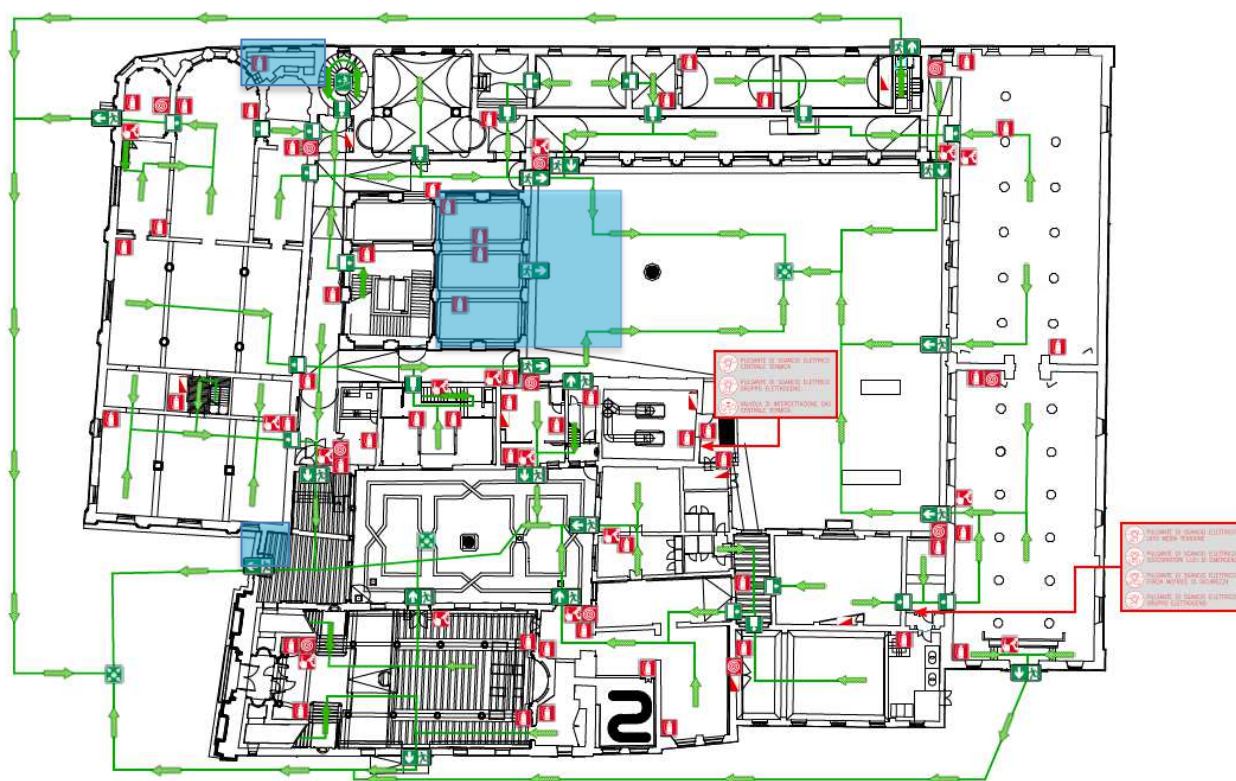 PULSANTE DI SGANCIO ELETTRICO
CENTRALE TERMICA
PULSANTE DI SGANCIO ELETTRICO
GRUPPO ELETTROGENO
VALVOLA DI INTERCETTAZIONE GAS
CENTRALE TERMICA
PULSANTE DI SGANCIO ELETTRICO
PULSANTE DI SGANCIO ELETTRICO
SOCCORRITORI LUCI DI EMERGENZA
PULSANTE DI SGANCIO ELETTRICO
PULSANTE DI SGANCIO ELETTRICO
GRUPPO ELETTROGENO